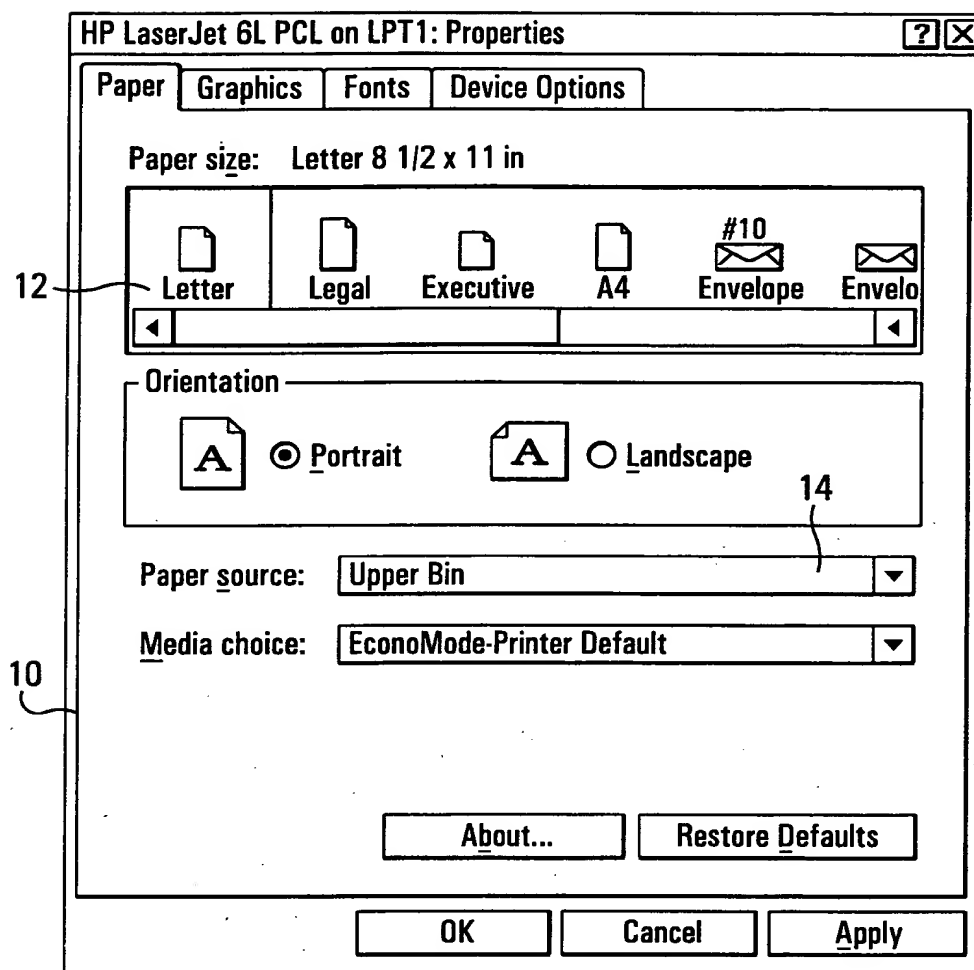 HP LaserJet 6L PCL on LPT1: Properties ? X
Paper Graphics Fonts Device Options
Paper size: Letter 8 1/2 x 11 in
#10
12 Letter Legal Executive A4 Envelope Envelo
Orientation
A Portrait A Landscape
14
Paper source: Upper Bin
Media choice: EconoMode-Printer Default
10
About... Restore Defaults
OK Cancel Apply